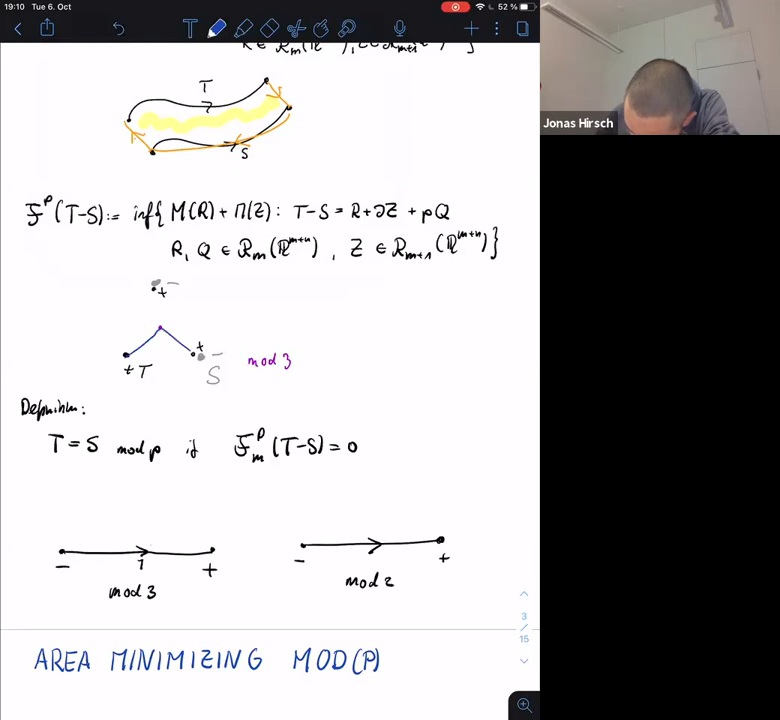 19:10 Tue 6. Oct
52 %
T
S
Jonas Hirsch
𝓕^p(T-S) := inf{ M(R) + M(Z) : T-S = R+∂Z + pQ
R, Q ∈ R_m(ℝ^{m+n}), Z ∈ R_{m+1}(ℝ^{m+n}) }
+ -
+ T
+ -
S
mod 3
Definition:
T = S mod p if 𝓕^p_m(T-S) = 0
- 1 +
mod 3
- +
mod 2
3
/
15
AREA MINIMIZING MOD(P)